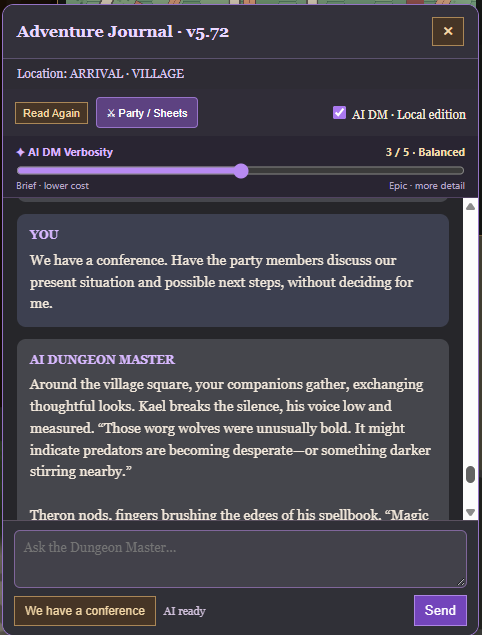 Adventure Journal · v5.72
×
Location: ARRIVAL · VILLAGE
Read Again
⚔ Party / Sheets
AI DM · Local edition
✦ AI DM Verbosity
3 / 5 · Balanced
Brief · lower cost
Epic · more detail
YOU
We have a conference. Have the party members discuss our
present situation and possible next steps, without deciding for
me.
AI DUNGEON MASTER
Around the village square, your companions gather, exchanging
thoughtful looks. Kael breaks the silence, his voice low and
measured. “Those worg wolves were unusually bold. It might
indicate predators are becoming desperate—or something darker
stirring nearby.”
Theron nods, fingers brushing the edges of his spellbook. “Magic
Ask the Dungeon Master...
We have a conference
AI ready
Send